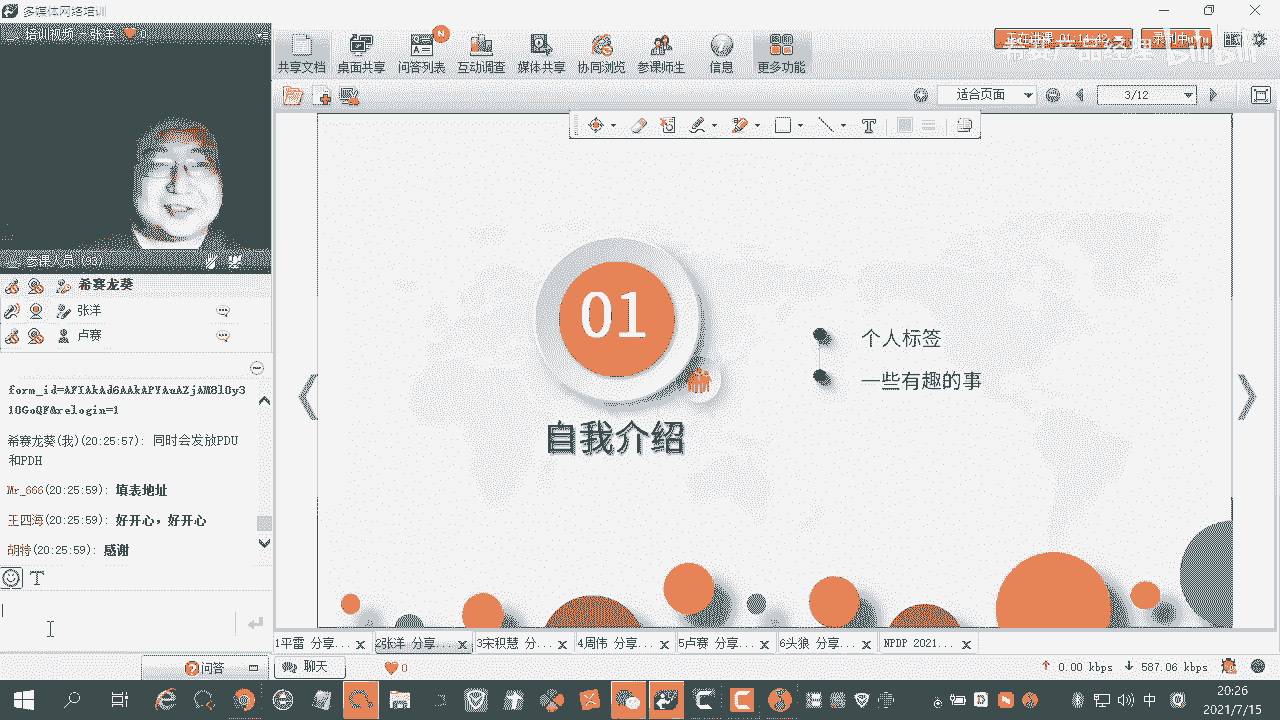 多媒体网络培训
培训视频 - 张洋 0
共享文档
桌面共享
问答列表
N
互动调查
媒体共享
协同浏览
参课师生
信息
更多功能
正在讲课 01:14:42
录制中
希赛产品经理
bilibili
适合页面
3/12
01
自我介绍
个人标签
一些有趣的事
希赛龙葵
张洋
卢赛
form_id=AFTAkAd6AAkAPYAuAZjAM8lOy3
1OGoQF&relogin=1
希赛龙葵(我)(20:25:57): 同时会发放PDU
和PDH
Mr_666(20:25:59): 填表地址
王四海(20:25:59): 好开心，好开心
胡特(20:25:59): 感谢
1平雷 分享...
2张洋 分享...
3宋积慧 分...
4周伟 分享...
5卢赛 分享...
6头狼 分享...
NPDP 2021...
问答
聊天
0
0.00 kbps
587.06 kbps
中
20:26
2021/7/15